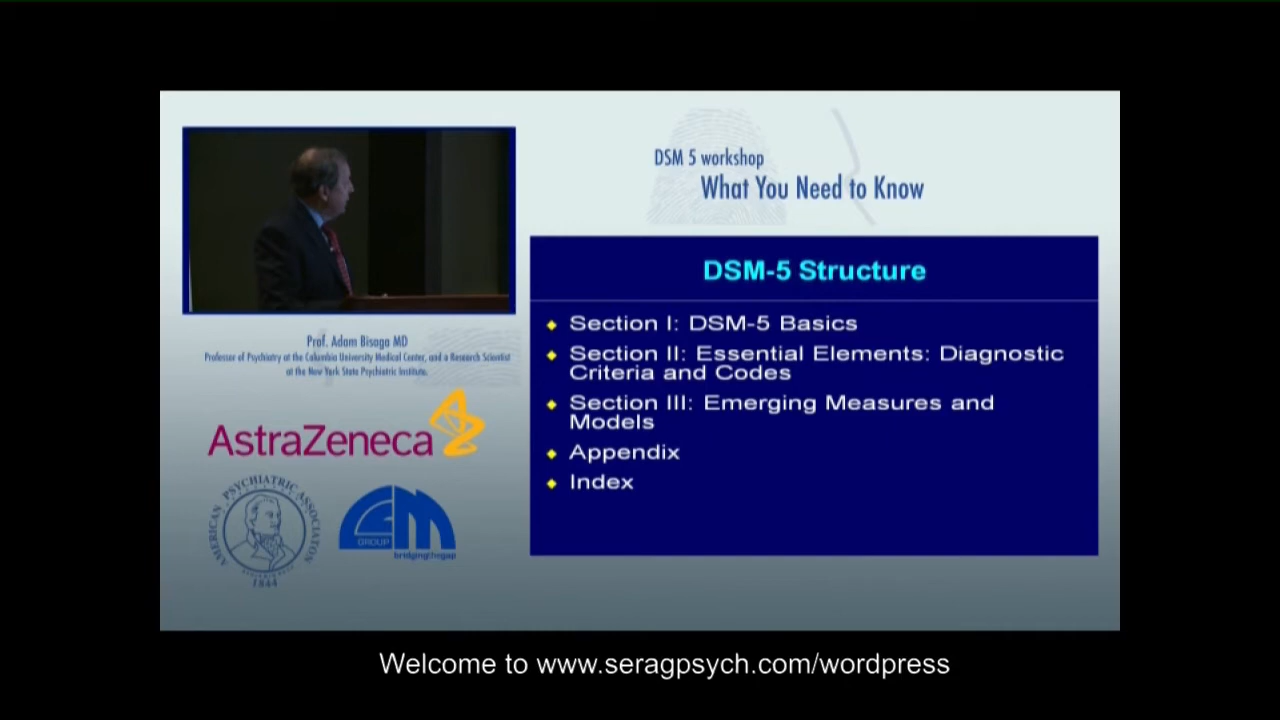 DSM 5 workshop
What You Need to Know
Prof. Adam Bisaga MD
Professor of Psychiatry at the Columbia University Medical Center, and a Research Scientist
at the New York State Psychiatric Institute.
AstraZeneca
AMERICAN PSYCHIATRIC ASSOCIATION
1844
GROUP
bridgingthegap
DSM-5 Structure
Section I: DSM-5 Basics
Section II: Essential Elements: Diagnostic
Criteria and Codes
Section III: Emerging Measures and
Models
Appendix
Index
Welcome to www.seragpsych.com/wordpress